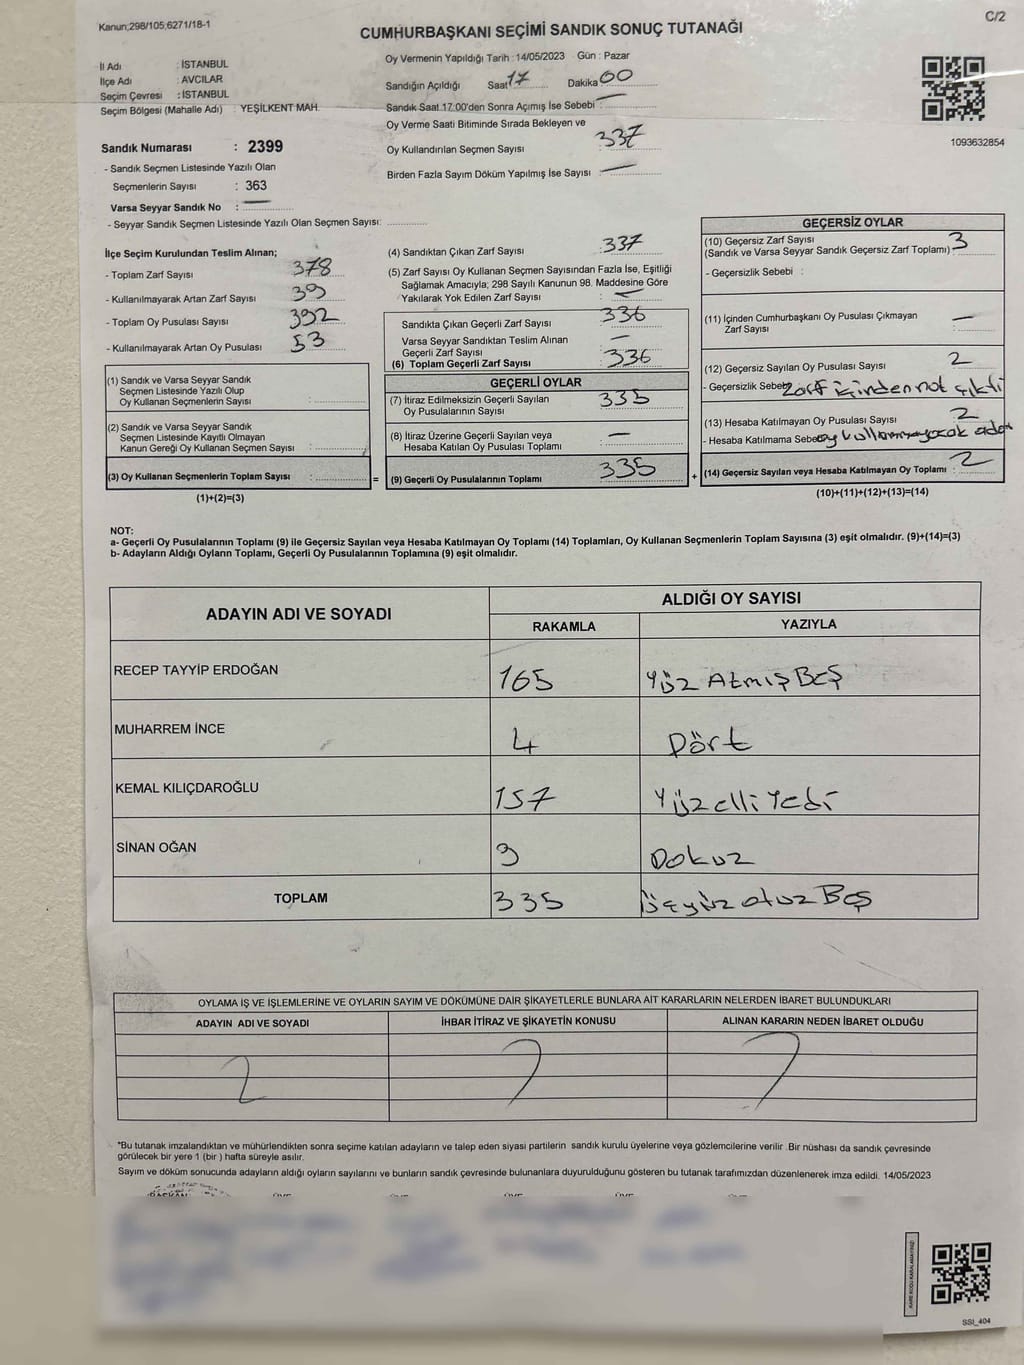 Kanun;298/105;6271/18-1
C/2
CUMHURBAŞKANI SEÇİMİ SANDIK SONUÇ TUTANAĞI
İl Adı : İSTANBUL
İlçe Adı : AVCILAR
Seçim Çevresi : İSTANBUL
Seçim Bölgesi (Mahalle Adı) : YEŞİLKENT MAH.
Sandık Numarası : 2399
- Sandık Seçmen Listesinde Yazılı Olan
Seçmenlerin Sayısı : 363
Varsa Seyyar Sandık No :
- Seyyar Sandık Seçmen Listesinde Yazılı Olan Seçmen Sayısı:
Oy Vermenin Yapıldığı Tarih : 14/05/2023 Gün : Pazar
Sandığın Açıldığı Saat 17 Dakika 00
Sandık Saat 17:00'den Sonra Açımış İse Sebebi :
Oy Verme Saati Bitiminde Sırada Bekleyen ve
Oy Kullandırılan Seçmen Sayısı : 337
Birden Fazla Sayım Döküm Yapılmış İse Sayısı :
1093632854
İlçe Seçim Kurulundan Teslim Alınan;
- Toplam Zarf Sayısı : 378
- Kullanılmayarak Artan Zarf Sayısı : 39
- Toplam Oy Pusulası Sayısı : 392
- Kullanılmayarak Artan Oy Pusulası : 53
(1) Sandık ve Varsa Seyyar Sandık
Seçmen Listesinde Yazılı Olup
Oy Kullanan Seçmenlerin Sayısı :
(2) Sandık ve Varsa Seyyar Sandık
Seçmen Listesinde Kayıtlı Olmayan
Kanun Gereği Oy Kullanan Seçmen Sayısı :
(3) Oy Kullanan Seçmenlerin Toplam Sayısı :
(1)+(2)=(3)
=
(4) Sandıktan Çıkan Zarf Sayısı : 337
(5) Zarf Sayısı Oy Kullanan Seçmen Sayısından Fazla İse, Eşitliği
Sağlamak Amacıyla; 298 Sayılı Kanunun 98. Maddesine Göre
Yakılarak Yok Edilen Zarf Sayısı :
Sandıkta Çıkan Geçerli Zarf Sayısı : 336
Varsa Seyyar Sandıktan Teslim Alınan
Geçerli Zarf Sayısı : —
(6) Toplam Geçerli Zarf Sayısı : 336
GEÇERLİ OYLAR
(7) İtiraz Edilmeksizin Geçerli Sayılan : 335
Oy Pusulalarının Sayısı
(8) İtiraz Üzerine Geçerli Sayılan veya : —
Hesaba Katılan Oy Pusulası Toplamı
(9) Geçerli Oy Pusulalarının Toplamı : 335
+
GEÇERSİZ OYLAR
(10) Geçersiz Zarf Sayısı 3
(Sandık ve Varsa Seyyar Sandık Geçersiz Zarf Toplamı) :
- Geçersizlik Sebebi :
(11) İçinden Cumhurbaşkanı Oy Pusulası Çıkmayan : —
Zarf Sayısı
(12) Geçersiz Sayılan Oy Pusulası Sayısı : 2
- Geçersizlik Sebebi zarf içinden not çıktı
(13) Hesaba Katılmayan Oy Pusulası Sayısı : 2
- Hesaba Katılmama Sebebi oy kullanmayacak
(14) Geçersiz Sayılan veya Hesaba Katılmayan Oy Toplamı : 2
(10)+(11)+(12)+(13)=(14)
NOT:
a- Geçerli Oy Pusulalarının Toplamı (9) ile Geçersiz Sayılan veya Hesaba Katılmayan Oy Toplamı (14) Toplamları, Oy Kullanan Seçmenlerin Toplam Sayısına (3) eşit olmalıdır. (9)+(14)=(3)
b- Adayların Aldığı Oyların Toplamı, Geçerli Oy Pusulalarının Toplamına (9) eşit olmalıdır.
ADAYIN ADI VE SOYADI
ALDIĞI OY SAYISI
RAKAMLA YAZIYLA
RECEP TAYYİP ERDOĞAN 165 Yüz Atmış Beş
MUHARREM İNCE 4 Dört
KEMAL KILIÇDAROĞLU 157 Yüz elli Yedi
SİNAN OĞAN 9 Dokuz
TOPLAM 335 Üçyüz otuz Beş
OYLAMA İŞ VE İŞLEMLERİNE VE OYLARIN SAYIM VE DÖKÜMÜNE DAİR ŞİKAYETLERLE BUNLARA AİT KARARLARIN NELERDEN İBARET BULUNDUKLARI
ADAYIN ADI VE SOYADI İHBAR İTİRAZ VE ŞİKAYETİN KONUSU ALINAN KARARIN NEDEN İBARET OLDUĞU
*Bu tutanak imzalandıktan ve mühürlendikten sonra seçime katılan adayların ve talep eden siyasi partilerin sandık kurulu üyelerine veya gözlemcilerine verilir. Bir nüshası da sandık çevresinde
görülecek bir yere 1 (bir) hafta süreyle asılır.
Sayım ve döküm sonucunda adayların aldığı oyların sayılarını ve bunların sandık çevresinde bulunanlara duyurulduğunu gösteren bu tutanak tarafımızdan düzenlenerek imza edildi. 14/05/2023
SSI_404